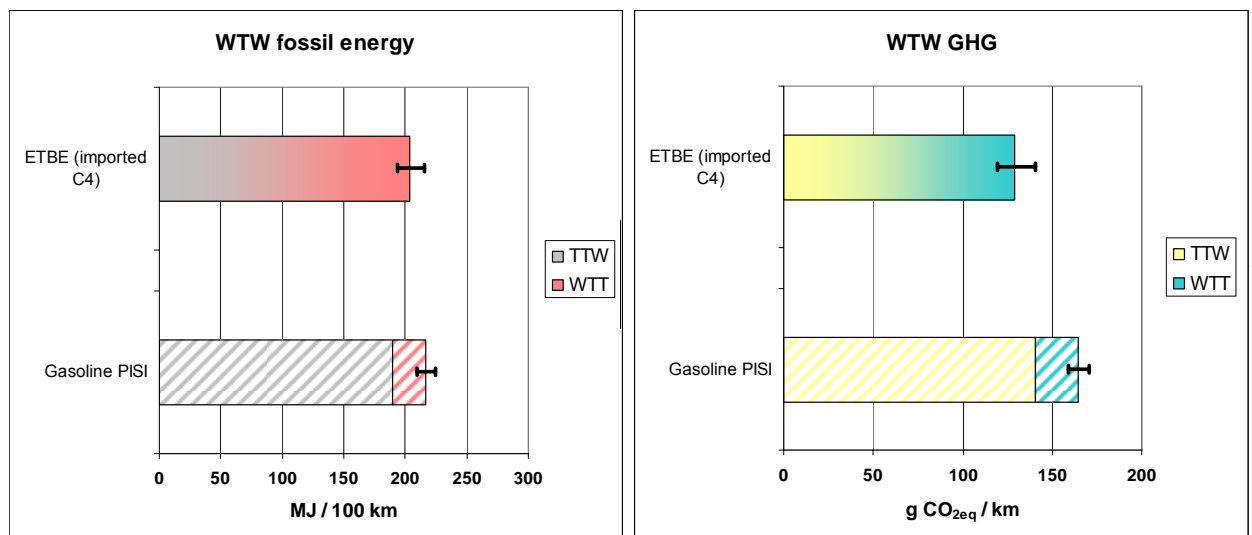 WTW fossil energy
ETBE (imported
C4)
Gasoline PISI
0 50 100 150 200 250 300
MJ / 100 km
TTW
WTT
WTW GHG
ETBE (imported
C4)
Gasoline PISI
0 50 100 150 200
g CO₂eq / km
TTW
WTT